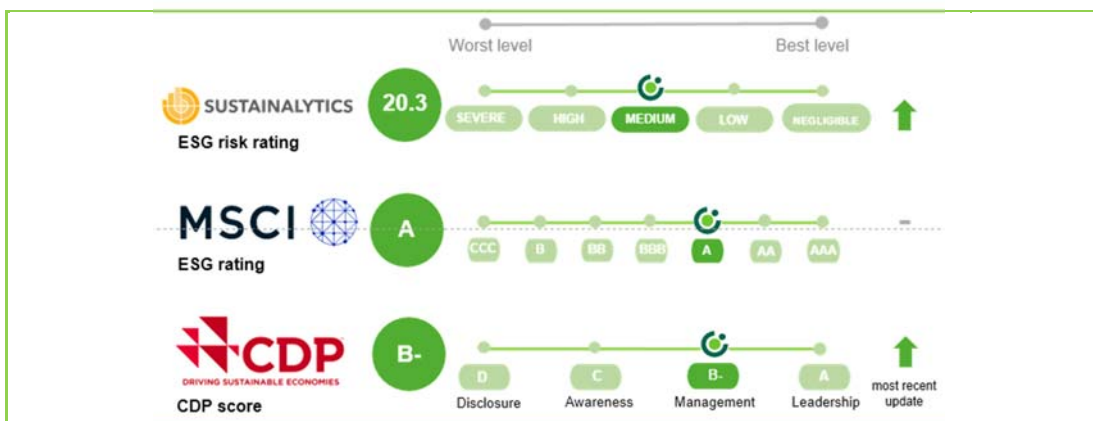 Worst level
Best level
SUSTAINALYTICS
20.3
SEVERE
HIGH
MEDIUM
LOW
NEGLIGIBLE
ESG risk rating
MSCI
A
CCC
B
BB
BBB
A
AA
AAA
-
ESG rating
CDP
DRIVING SUSTAINABLE ECONOMIES
B-
D
C
B-
A
Disclosure
Awareness
Management
Leadership
most recent
update
CDP score